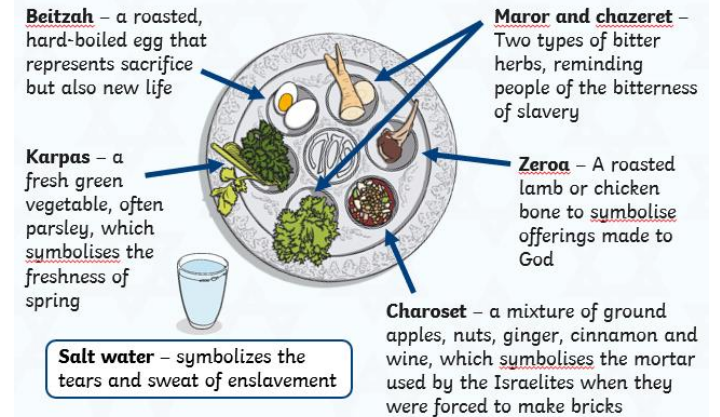 Beitzah – a roasted,
hard-boiled egg that
represents sacrifice
but also new life
Maror and chazeret –
Two types of bitter
herbs, reminding
people of the bitterness
of slavery
Karpas – a
fresh green
vegetable, often
parsley, which
symbolises the
freshness of
spring
Zeroa – A roasted
lamb or chicken
bone to symbolise
offerings made to
God
Salt water – symbolizes the
tears and sweat of enslavement
Charoset – a mixture of ground
apples, nuts, ginger, cinnamon and
wine, which symbolises the mortar
used by the Israelites when they
were forced to make bricks